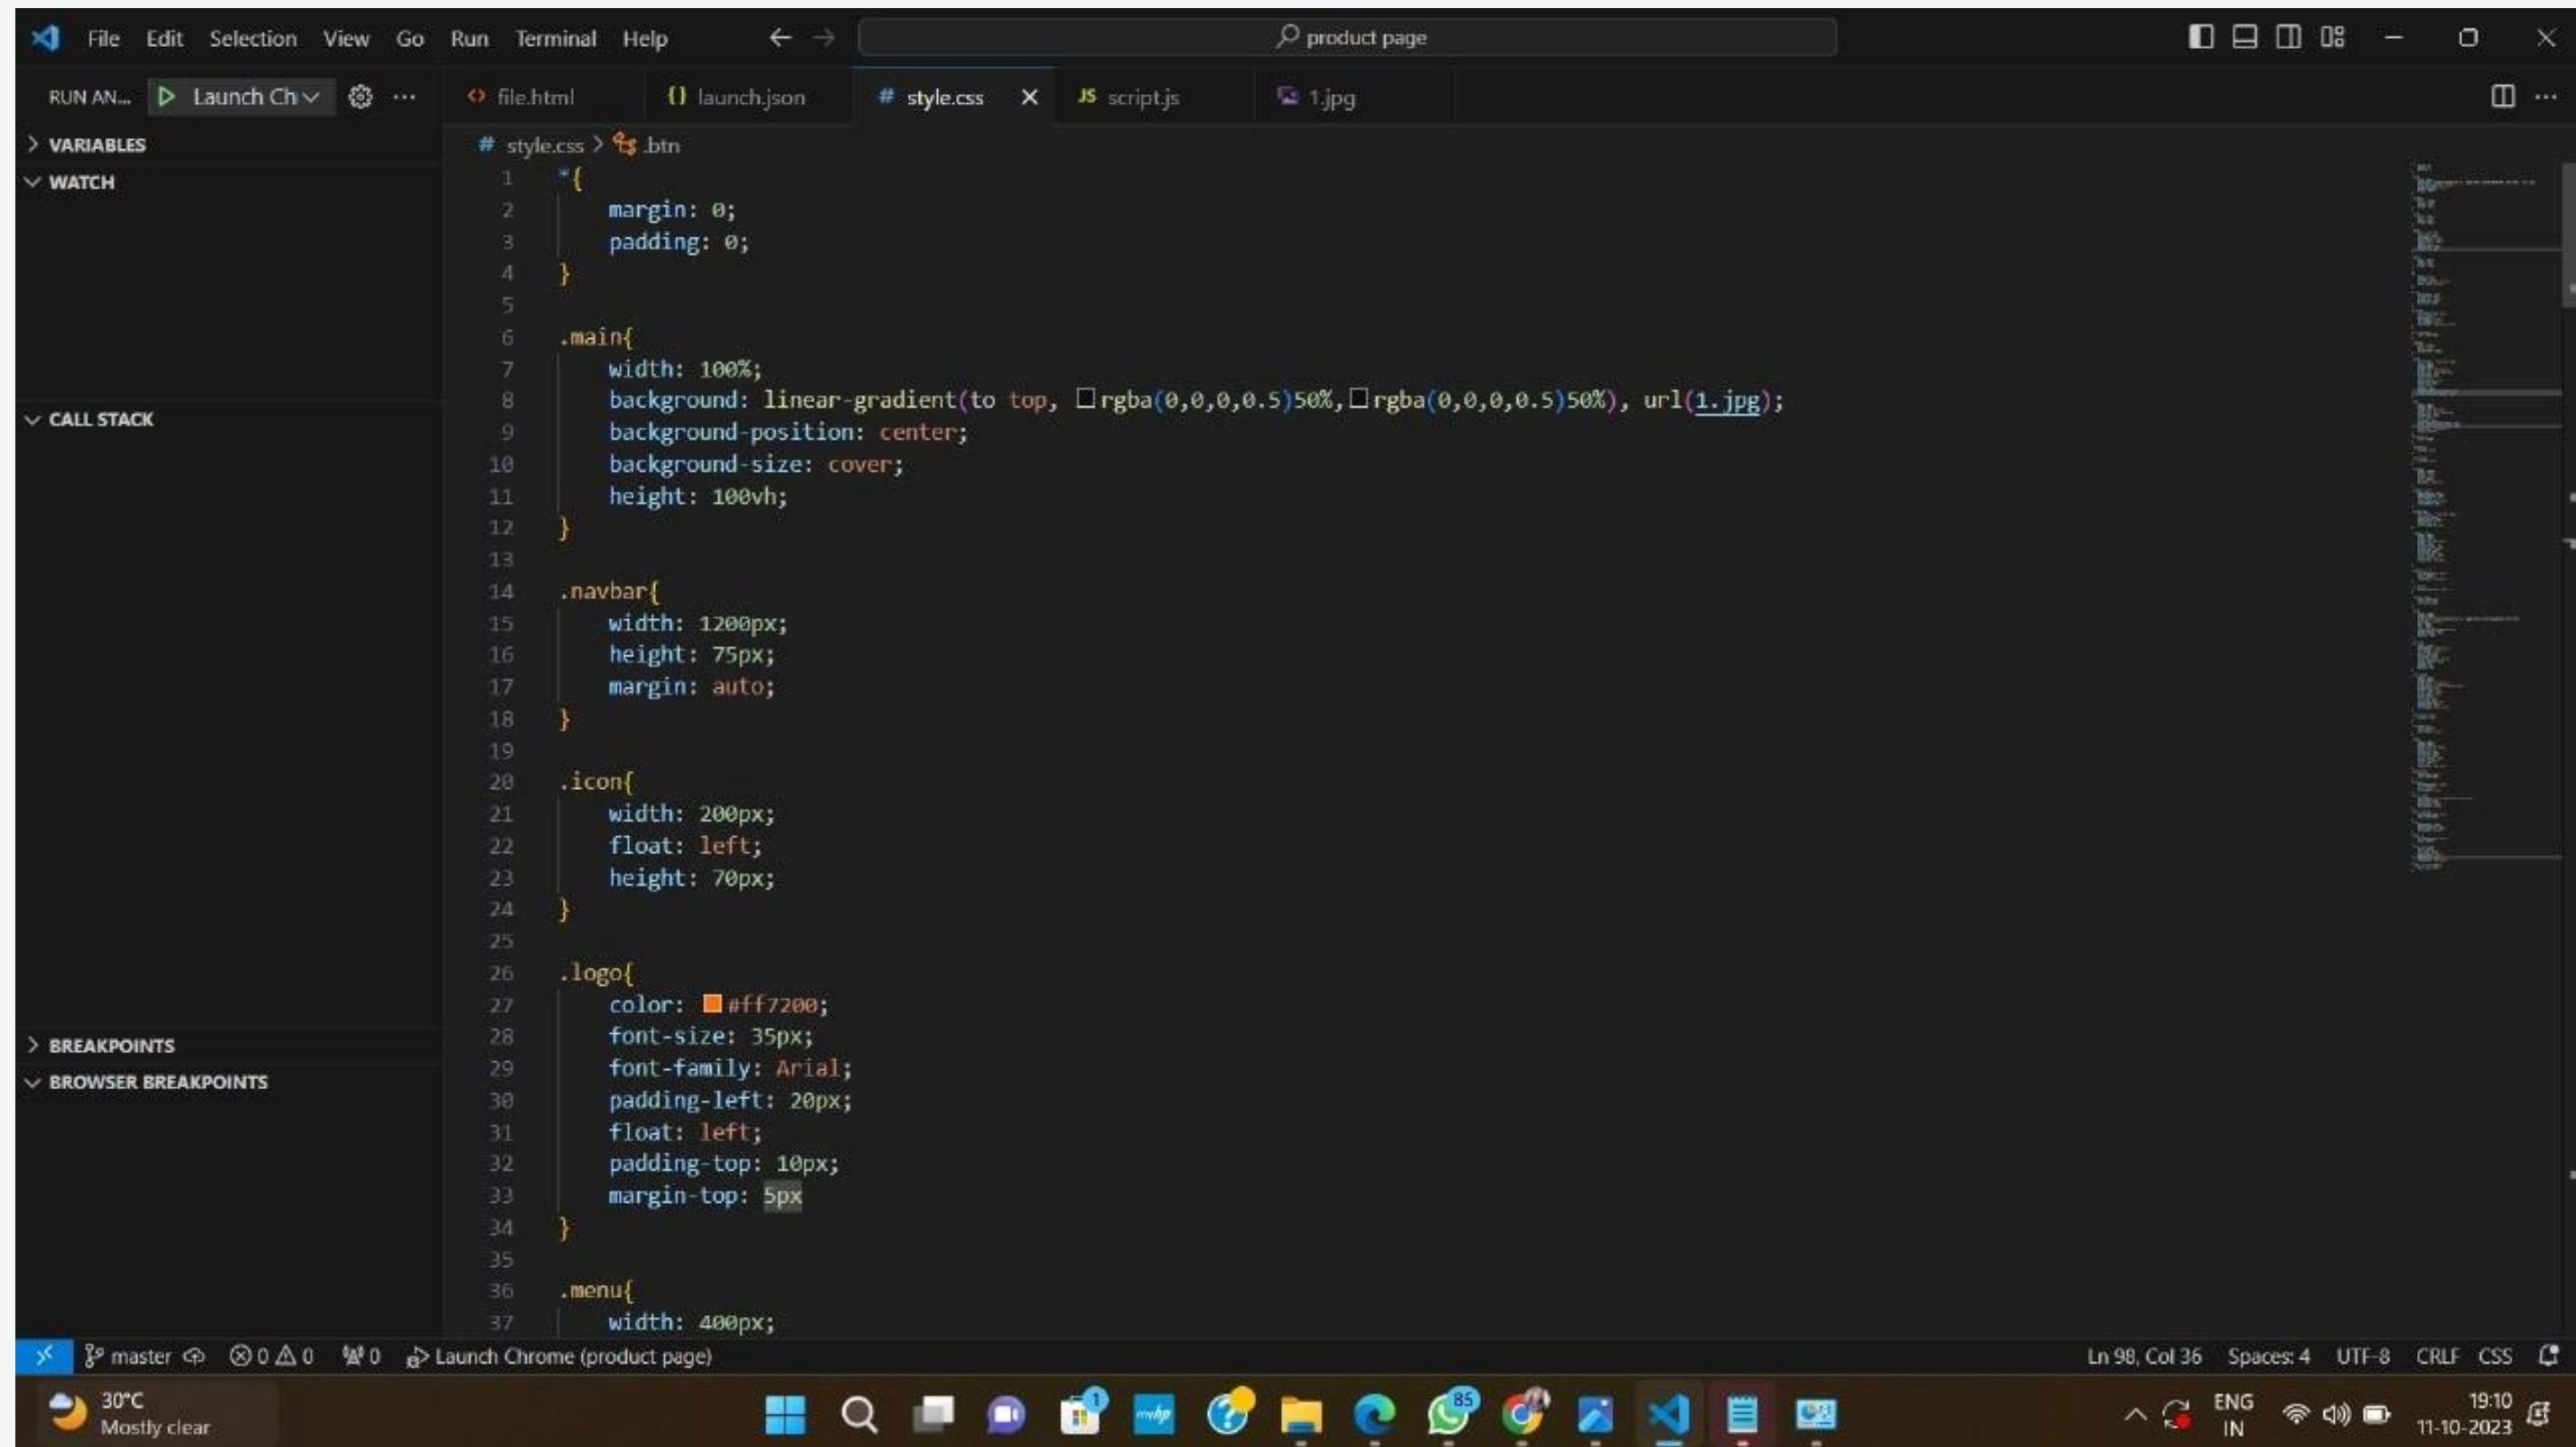 File Edit Selection View Go Run Terminal Help
product page
RUN AN... Launch Ch
file.html
{} launch.json
# style.css
JS script.js
1.jpg
VARIABLES
WATCH
CALL STACK
BREAKPOINTS
BROWSER BREAKPOINTS
# style.css > .btn
1 *{
2 margin: 0;
3 padding: 0;
4 }
5
6 .main{
7 width: 100%;
8 background: linear-gradient(to top, rgba(0,0,0,0.5)50%,rgba(0,0,0,0.5)50%), url(1.jpg);
9 background-position: center;
10 background-size: cover;
11 height: 100vh;
12 }
13
14 .navbar{
15 width: 1200px;
16 height: 75px;
17 margin: auto;
18 }
19
20 .icon{
21 width: 200px;
22 float: left;
23 height: 70px;
24 }
25
26 .logo{
27 color: #ff7200;
28 font-size: 35px;
29 font-family: Arial;
30 padding-left: 20px;
31 float: left;
32 padding-top: 10px;
33 margin-top: 5px
34 }
35
36 .menu{
37 width: 400px;
master 0 0 0 Launch Chrome (product page)
Ln 98, Col 36 Spaces: 4 UTF-8 CRLF CSS
30°C
Mostly clear
1
myhp
85
ENG
IN
19:10
11-10-2023